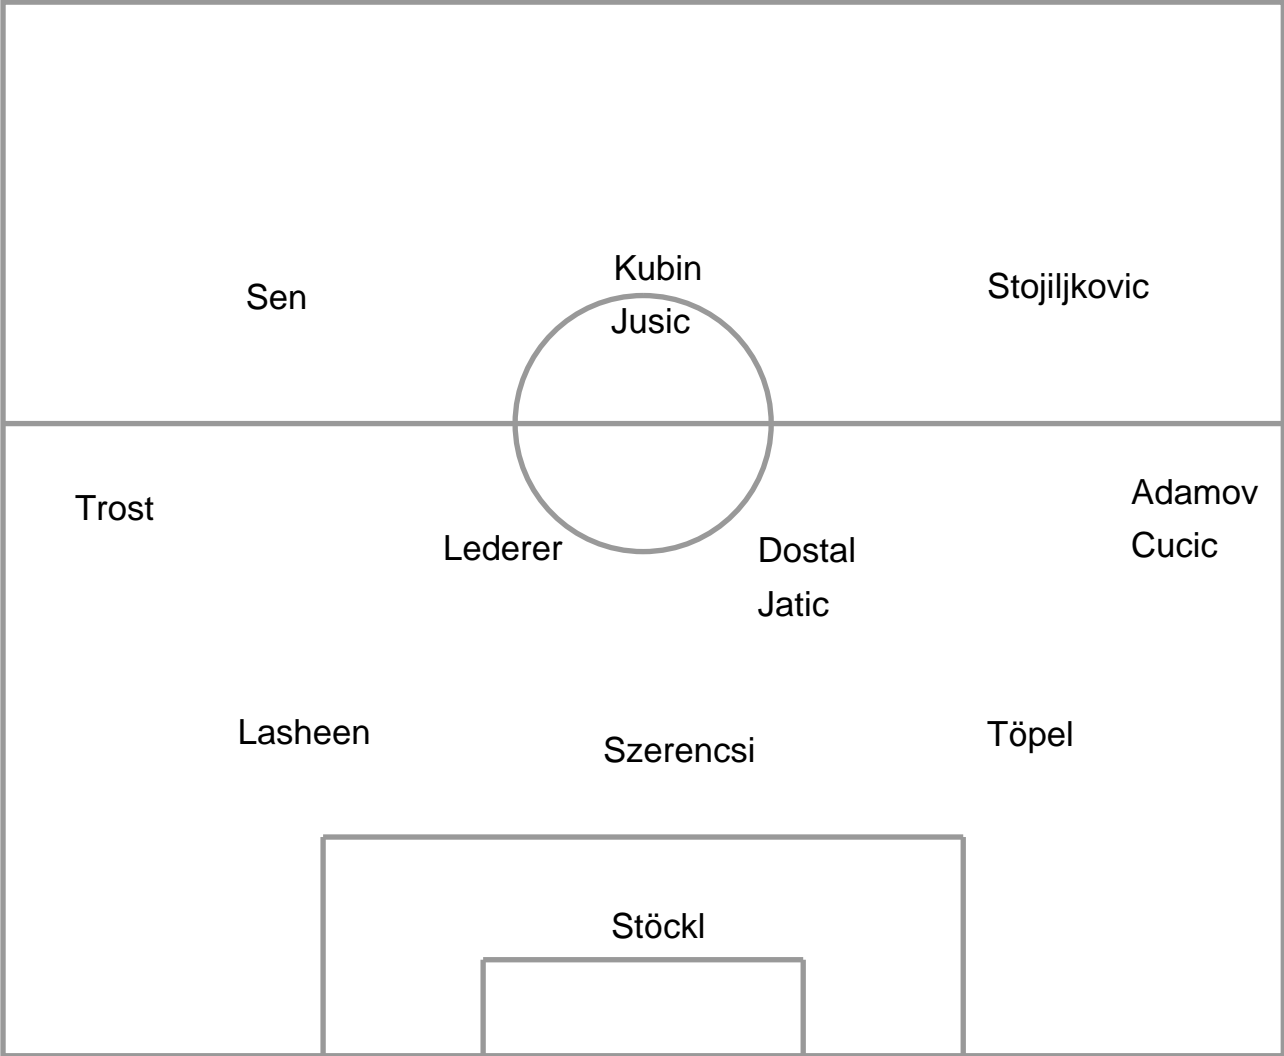 Sen
Kubin
Jusic
Stojiljkovic
Trost
Lederer
Dostal
Jatic
Adamov
Cucic
Lasheen
Szerencsi
Töpel
Stöckl